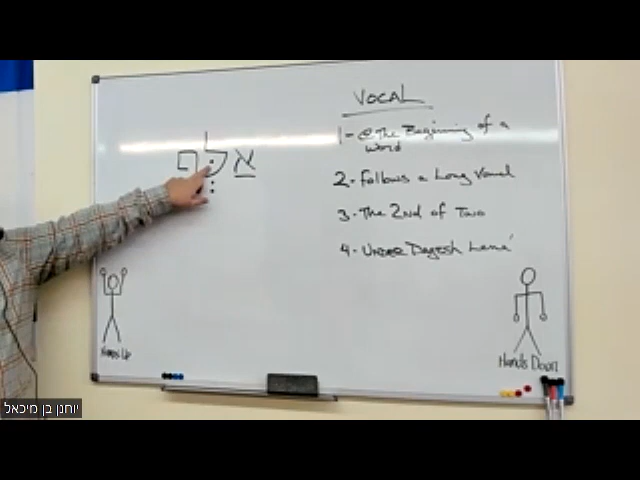 VOCAL
1- @ The Beginning of a
word
2- Follows a Long Vowel
3- The 2nd of Two
4- UNDER Dagesh Lene'
Hands Up
Hands Down
יוחנן בן מיכאל